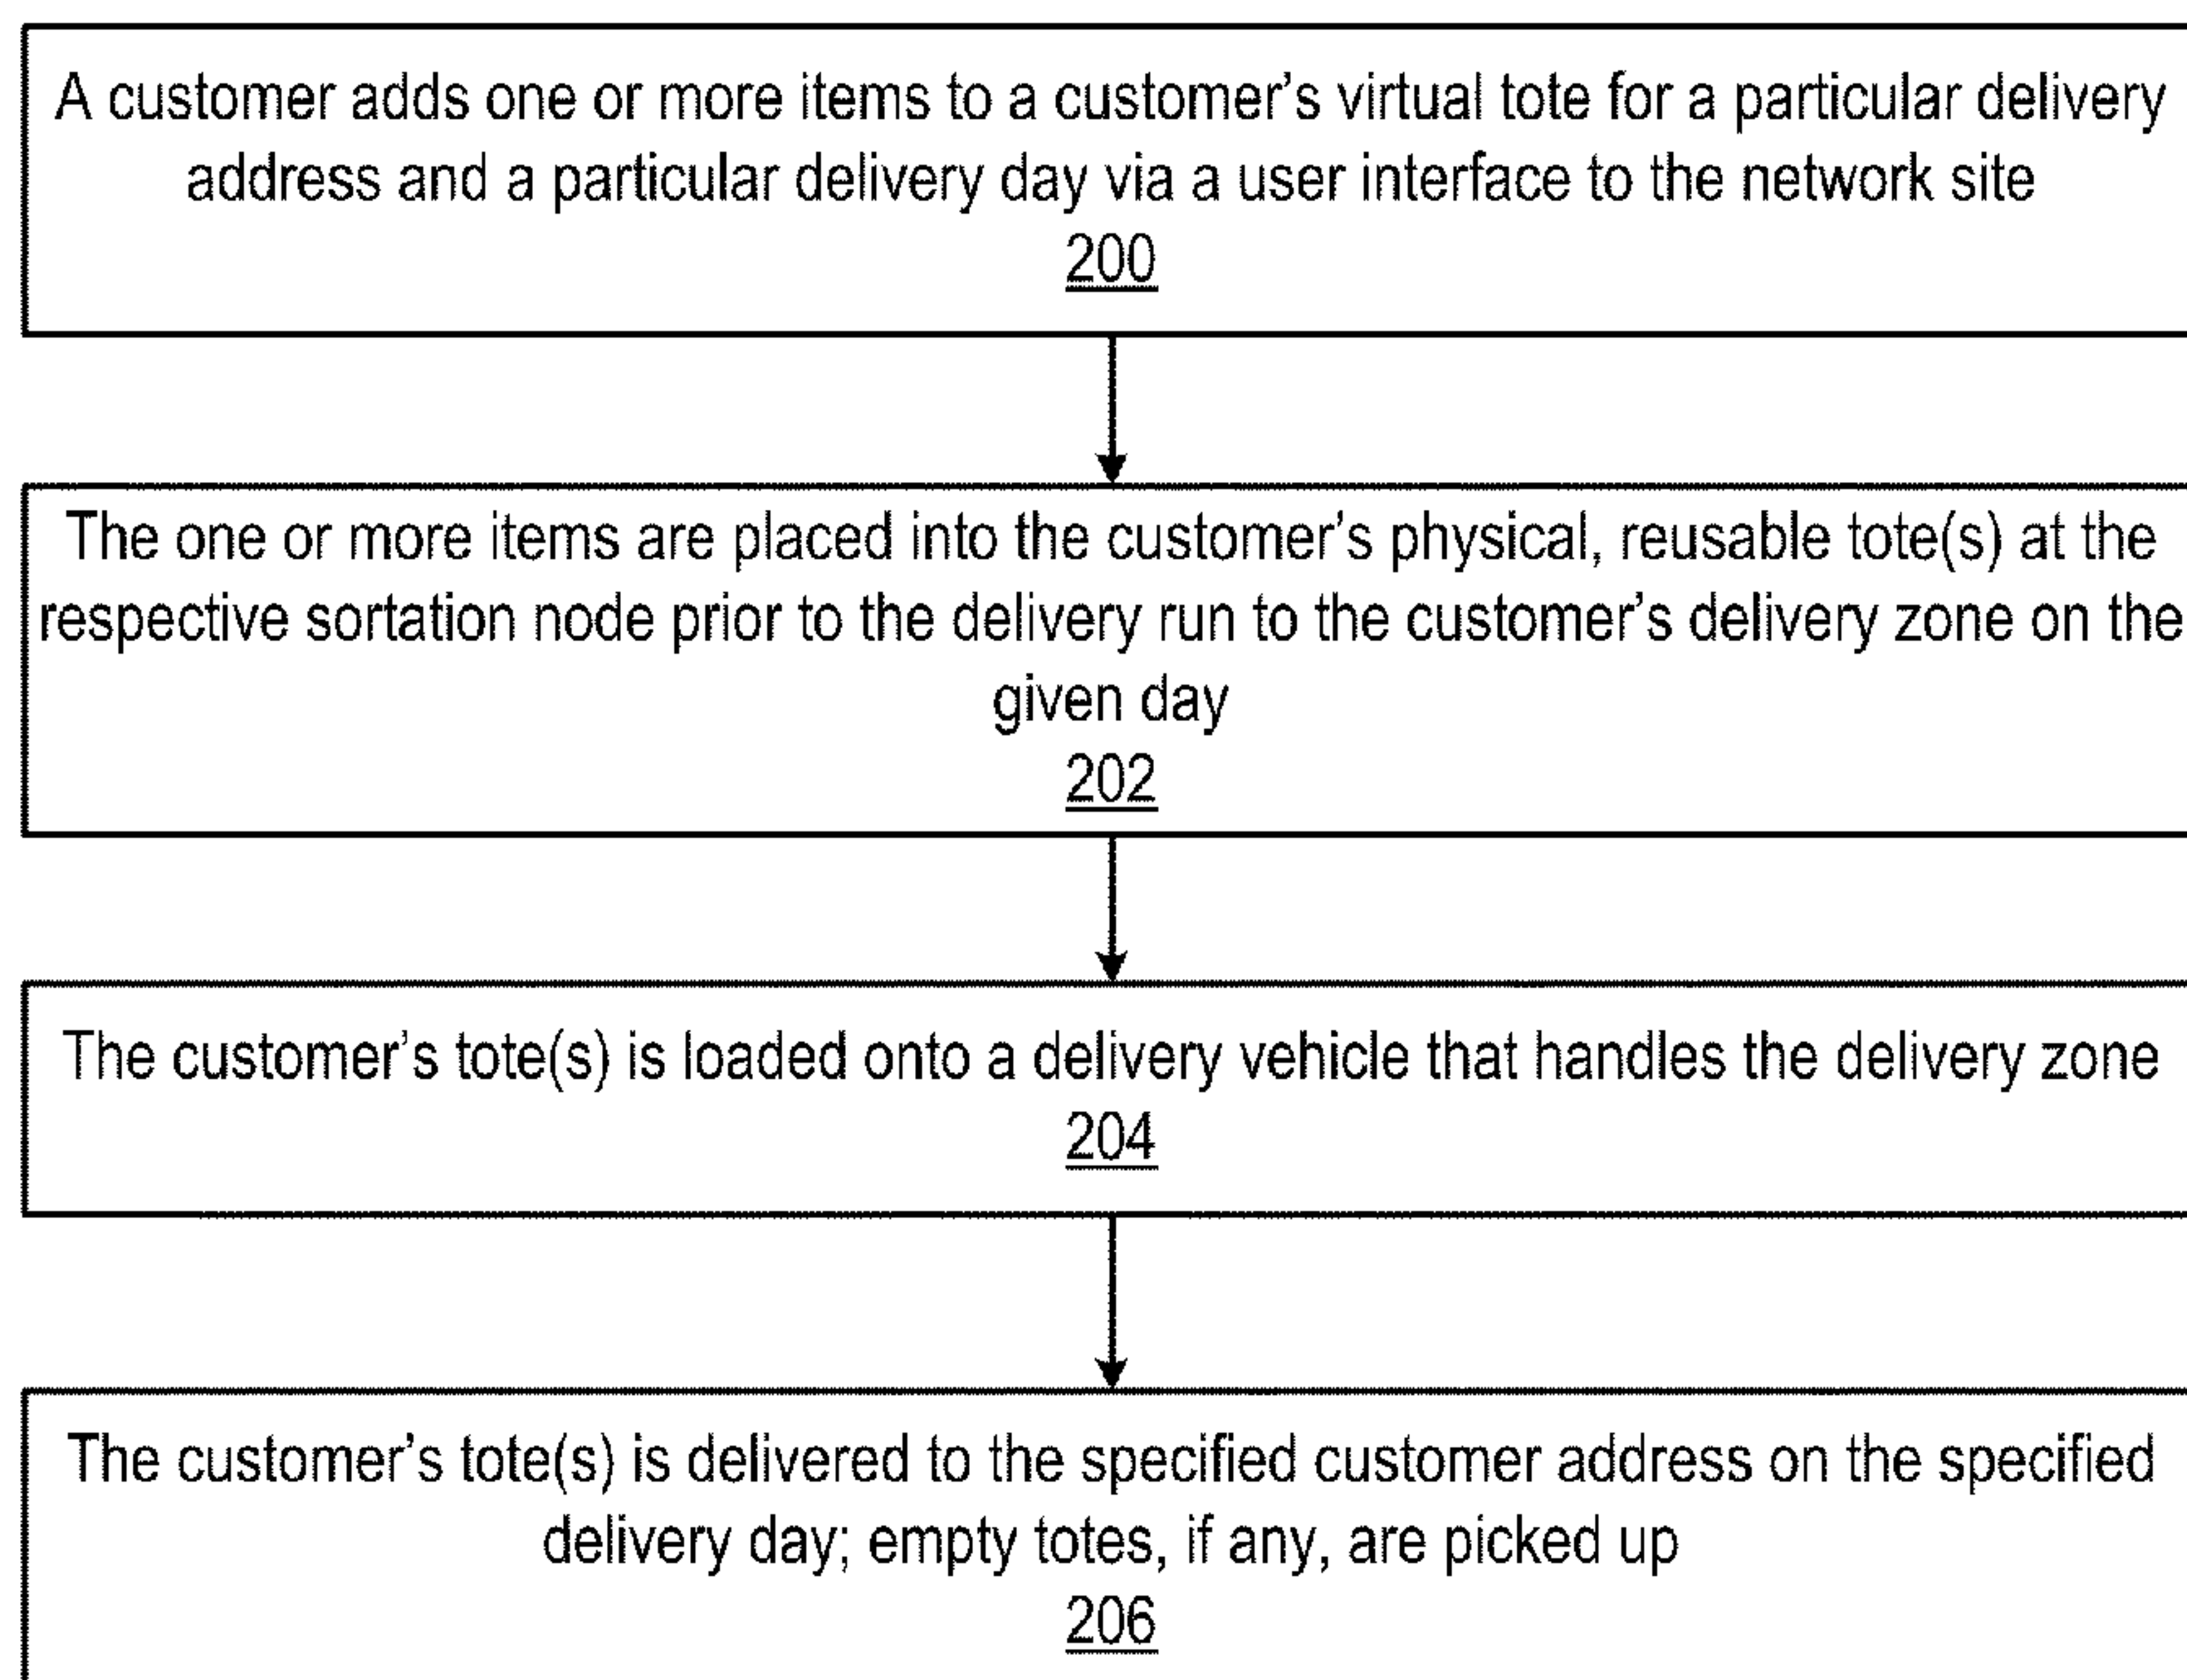 A customer adds one or more items to a customer's virtual tote for a particular delivery
address and a particular delivery day via a user interface to the network site
200
The one or more items are placed into the customer's physical, reusable tote(s) at the
respective sortation node prior to the delivery run to the customer's delivery zone on the
given day
202
The customer's tote(s) is loaded onto a delivery vehicle that handles the delivery zone
204
The customer's tote(s) is delivered to the specified customer address on the specified
delivery day; empty totes, if any, are picked up
206